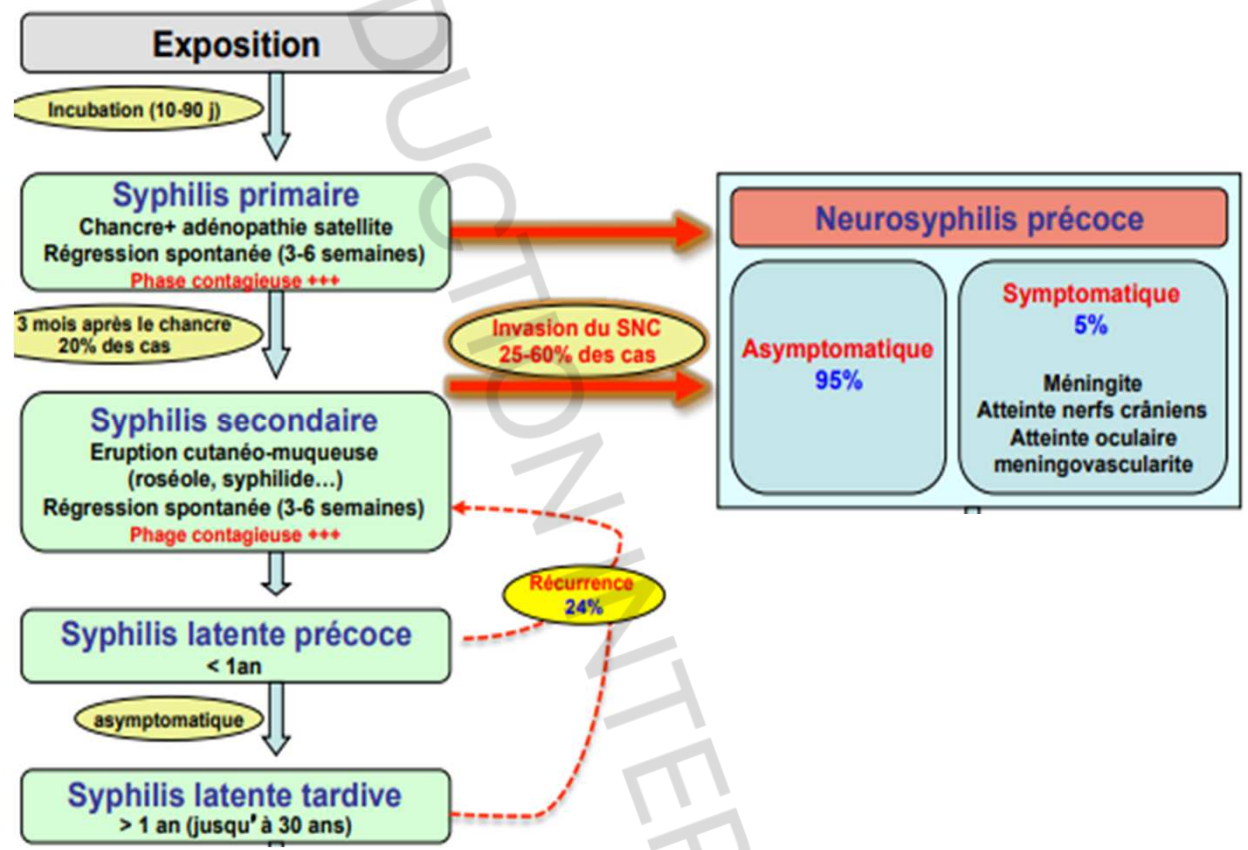 Exposition
Incubation (10-90 j)
Syphilis primaire
Chancre+ adénopathie satellite
Régression spontanée (3-6 semaines)
Phase contagieuse +++
3 mois après le chancre
20% des cas
Invasion du SNC
25-60% des cas
Neurosyphilis précoce
Asymptomatique
95%
Symptomatique
5%
Méningite
Atteinte nerfs crâniens
Atteinte oculaire
meningovascularite
Syphilis secondaire
Eruption cutanéo-muqueuse
(roséole, syphilide...)
Régression spontanée (3-6 semaines)
Phage contagieuse +++
Récurrence
24%
Syphilis latente précoce
< 1an
asymptomatique
Syphilis latente tardive
> 1 an (jusqu' à 30 ans)
DUCTION INTER